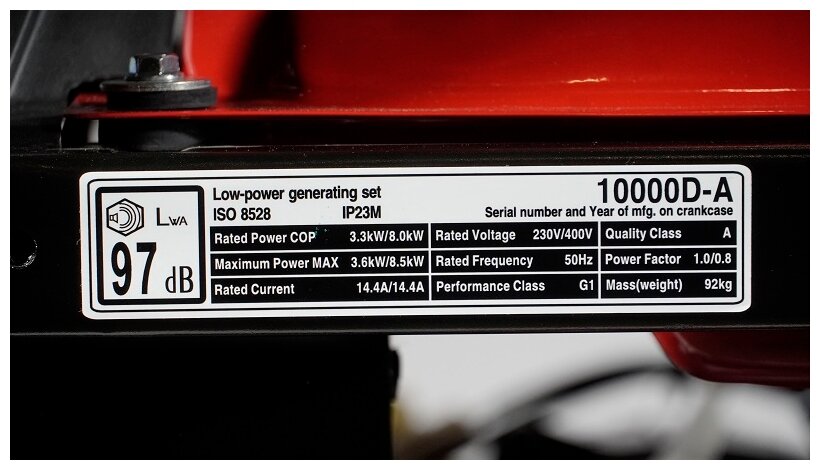 LWA
97 dB
Low-power generating set
ISO 8528 IP23M
10000D-A
Serial number and Year of mfg. on crankcase
Rated Power COP 3.3kW/8.0kW Rated Voltage 230V/400V Quality Class A
Maximum Power MAX 3.6kW/8.5kW Rated Frequency 50Hz Power Factor 1.0/0.8
Rated Current 14.4A/14.4A Performance Class G1 Mass(weight) 92kg